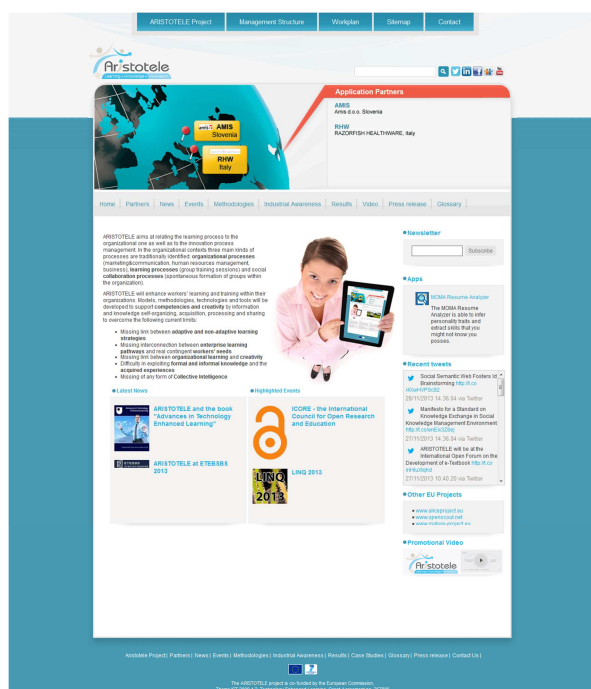 ARISTOTELE Project
Management Structure
Workplan
Sitemap
Contact
Aristotele
Learning & Knowledge
Application Partners
AMIS
Amis d.o.o. Slovenia
RHW
RAZORFISH HEALTHWARE, Italy
AMIS
Slovenia
RHW
Italy
Home
Partners
News
Events
Methodologies
Industrial Awareness
Results
Video
Press release
Glossary
ARISTOTELE aims at relating the learning process to the
organizational one as well as to the innovation process
management. In the organizational contexts three main kinds of
processes are traditionally identified: organizational processes
(marketing&communication, human resources management,
business), learning processes (group training sessions) and social
collaboration processes (spontaneous formation of groups within
the organization).
ARISTOTELE will enhance workers' learning and training within their
organizations. Models, methodologies, technologies and tools will be
developed to support competencies and creativity by information
and knowledge self-organizing, acquisition, processing and sharing
to overcome the following current limits:
Missing link between adaptive and non-adaptive learning
strategies
Missing interconnection between enterprise learning
pathways and real contingent workers' needs
Missing link between organizational learning and creativity
Difficulty in exploiting formal and informal knowledge and the
acquired experiences
Missing of any form of Collective Intelligence
Latest News
ARISTOTELE and the book
"Advances in Technology
Enhanced Learning"
ETEBSBS
ARISTOTELE at ETEBSBS
2013
Highlighted Events
ICORE - the International
Council for Open Research
and Education
LINQ
2013
LINQ 2013
Newsletter
Subscribe
Apps
MOMA Resume Analyzer
The MOMA Resume
Analyzer is able to infer
personality traits and
extract skills that you
might not know you
posses.
Recent tweets
Social Semantic Web Fosters Id
Brainstorming http://t.co
28/11/2013 14.36.04 via Twitter
Manifesto for a Standard on
Knowledge Exchange in Social
Knowledge Management Environment
27/11/2013 14.36.04 via Twitter
ARISTOTELE will be at the
International Open Forum on the
Development of e-Textbook http://t.co
27/11/2013 10.40.20 via Twitter
Other EU Projects
www.aliceproject.eu
www.openscout.net
www.mature-project.eu
Promotional Video
Aristotele
Aristotele Project| Partners| News| Events| Methodologies| Industrial Awareness| Results| Case Studies| Glossary| Press release| Contact Us|
The ARISTOTELE project is co-funded by the European Commission,